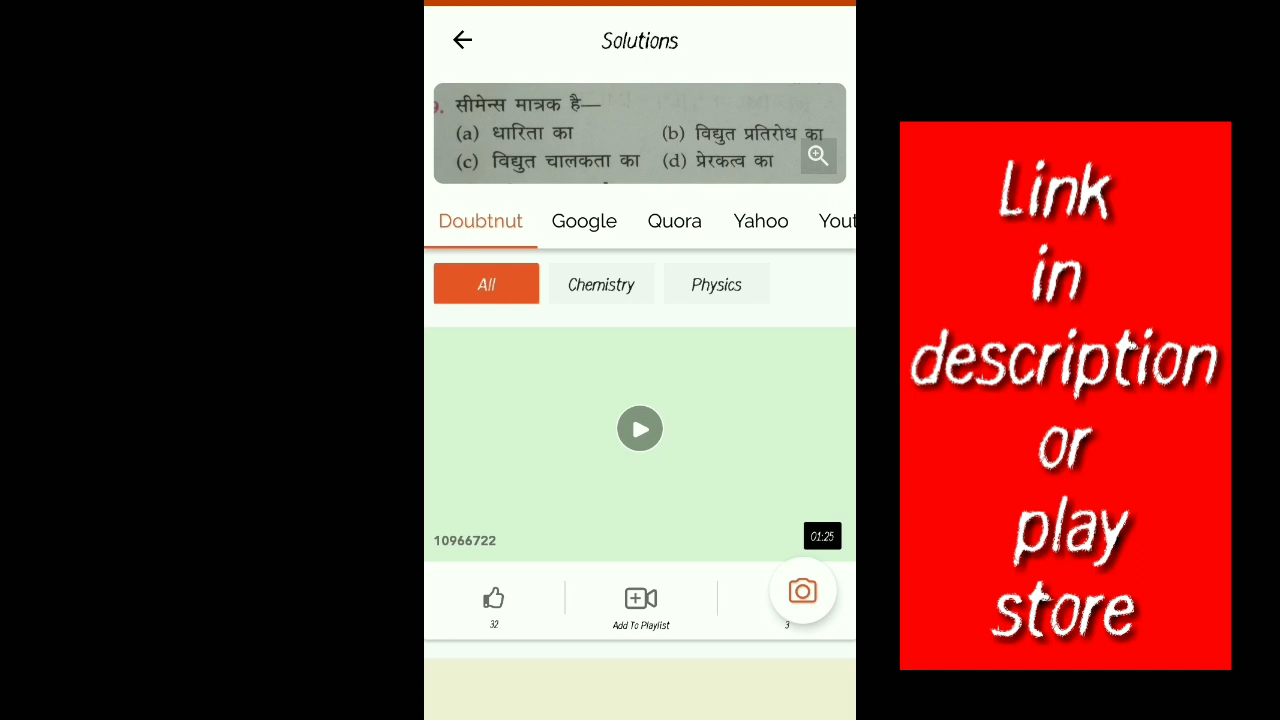 Solutions
9. सीमेन्स मात्रक है—
(a) धारिता का (b) विद्युत प्रतिरोध का
(c) विद्युत चालकता का (d) प्रेरकत्व का
Doubtnut Google Quora Yahoo Yout
All Chemistry Physics
10966722
01:25
32 Add To Playlist 3
Link
in
description
or
play
store